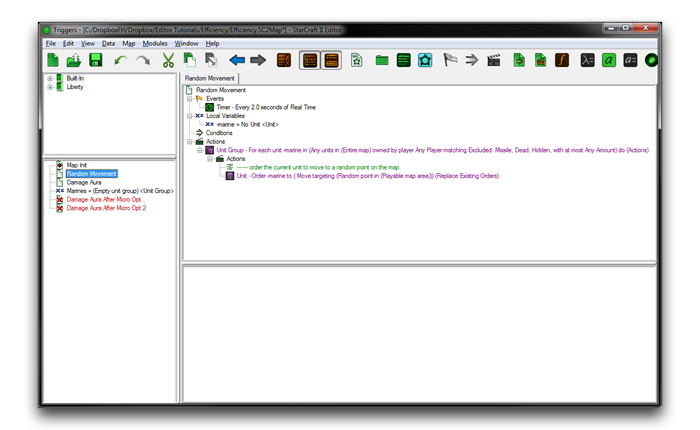 Triggers - [C:/DropboxFH/Dropbox/Editor Tutorials/Efficiency/Efficiency.SC2Map*] - StarCraft II Editor
File Edit View Data Map Modules Window Help
Built-In
Liberty
Map Init
Random Movement
Damage Aura
Marines = (Empty unit group) <Unit Group>
Damage Aura After Micro Opt
Damage Aura After Micro Opt 2
Random Movement
Random Movement
Events
Timer - Every 2.0 seconds of Real Time
Local Variables
-marine = No Unit <Unit>
Conditions
Actions
Unit Group - For each unit -marine in (Any units in (Entire map) owned by player Any Player matching Excluded: Missile, Dead, Hidden, with at most Any Amount) do (Actions)
Actions
------ order the current unit to move to a random point on the map.
Unit - Order -marine to ( Move targeting (Random point in (Playable map area))) (Replace Existing Orders)